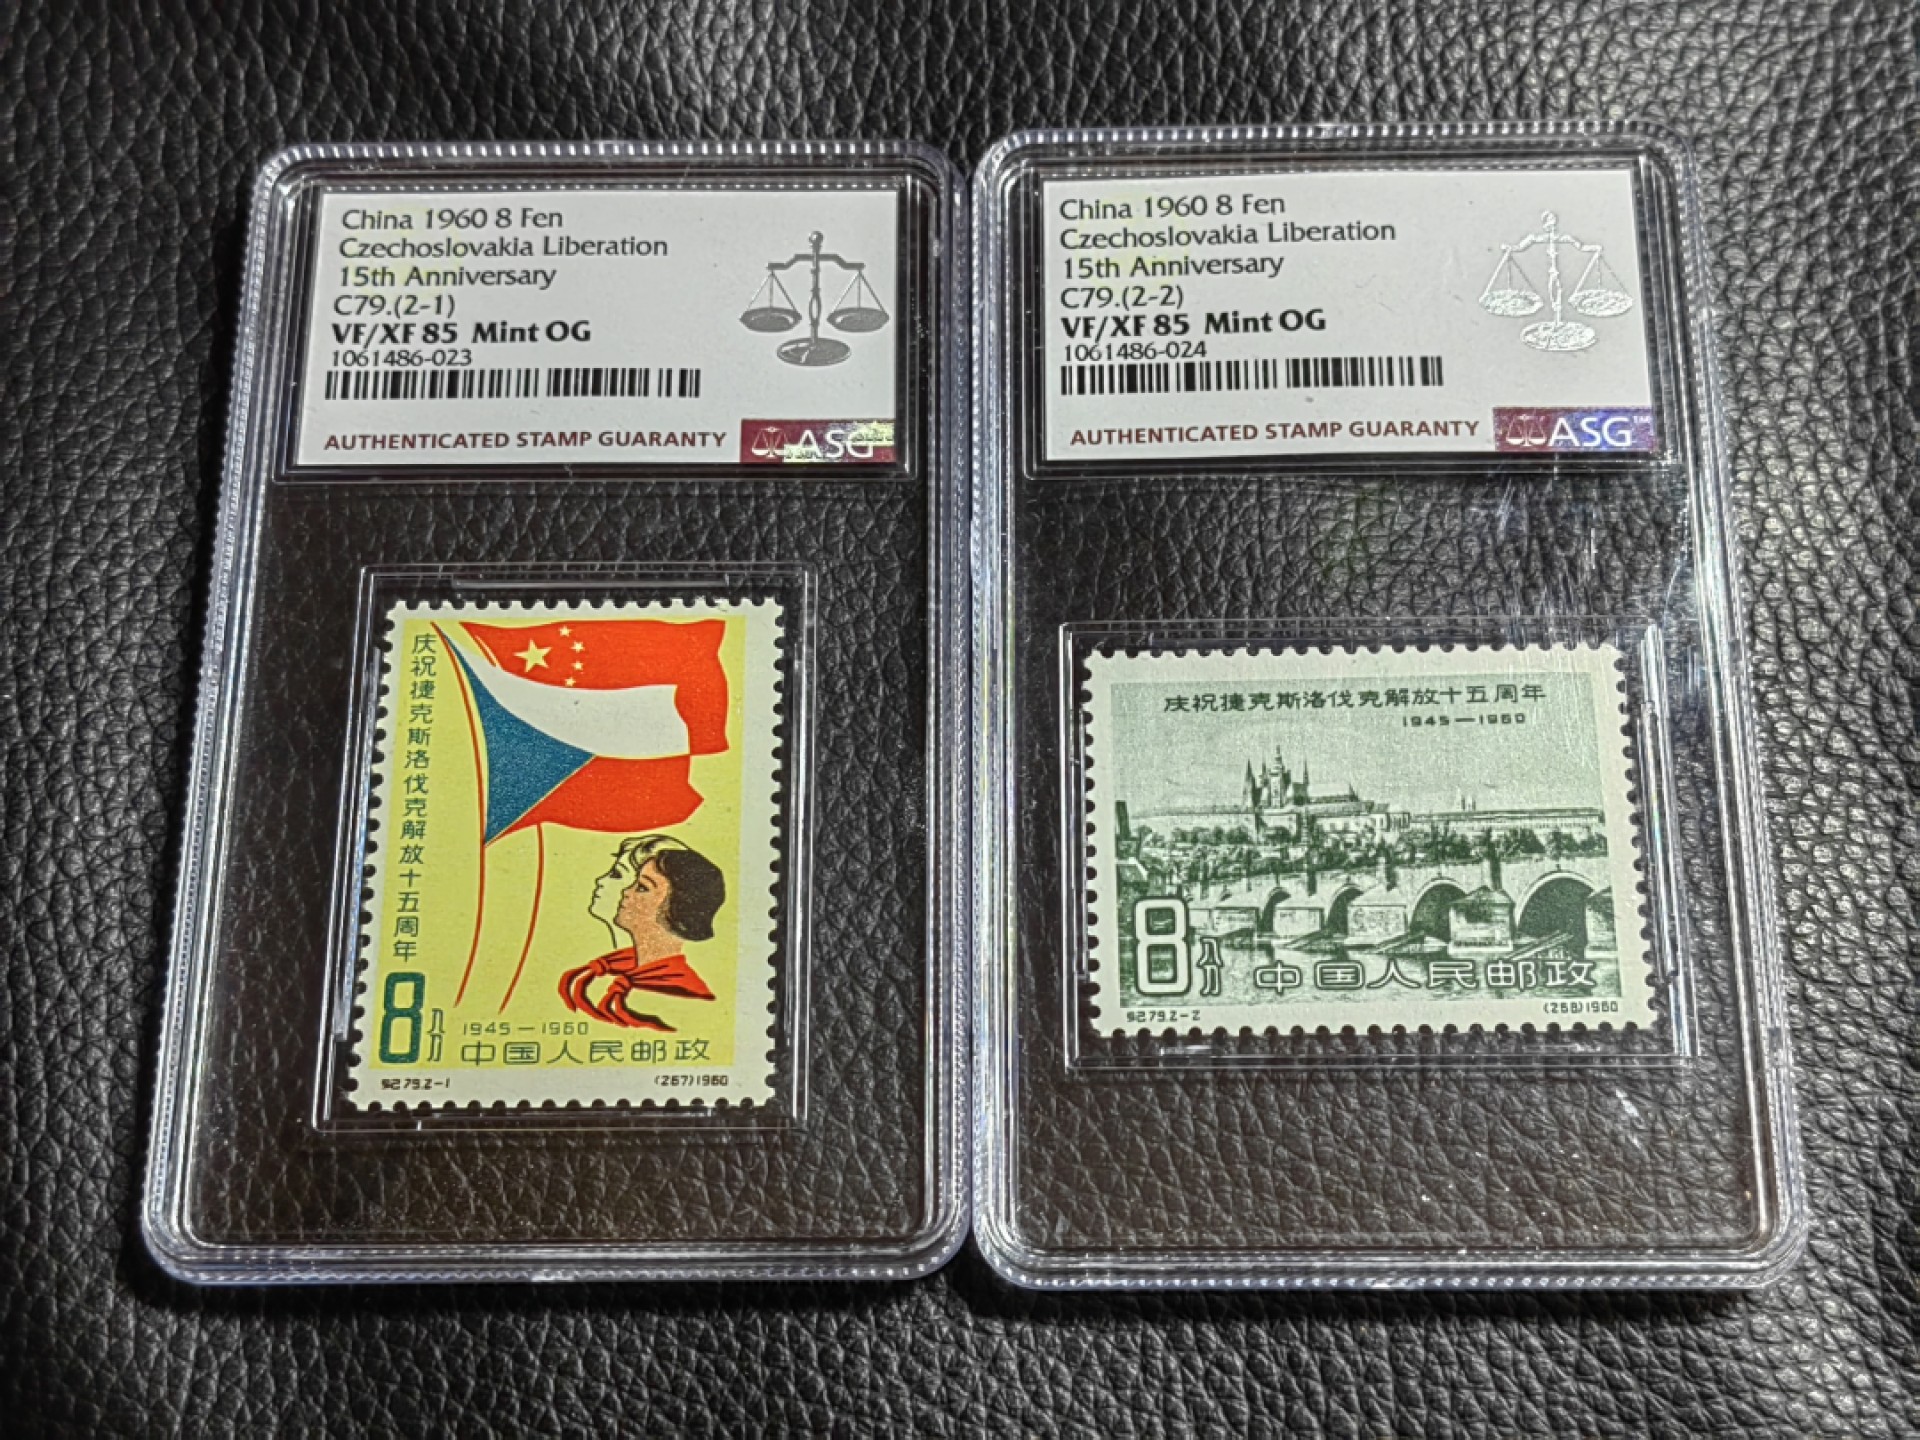 China 1960 8 Fen
Czechoslovakia Liberation
15th Anniversary
C79.(2-1)
VF/XF 85 Mint OG
1061486-023
AUTHENTICATED STAMP GUARANTY
ASG
庆祝捷克斯洛伐克解放十五周年
8分
1945—1960
中国人民邮政
纪79.2-1
(267)1960
China 1960 8 Fen
Czechoslovakia Liberation
15th Anniversary
C79.(2-2)
VF/XF 85 Mint OG
1061486-024
AUTHENTICATED STAMP GUARANTY
ASG™
庆祝捷克斯洛伐克解放十五周年
1945—1960
8分
中国人民邮政
纪79.2-2
(268)1960